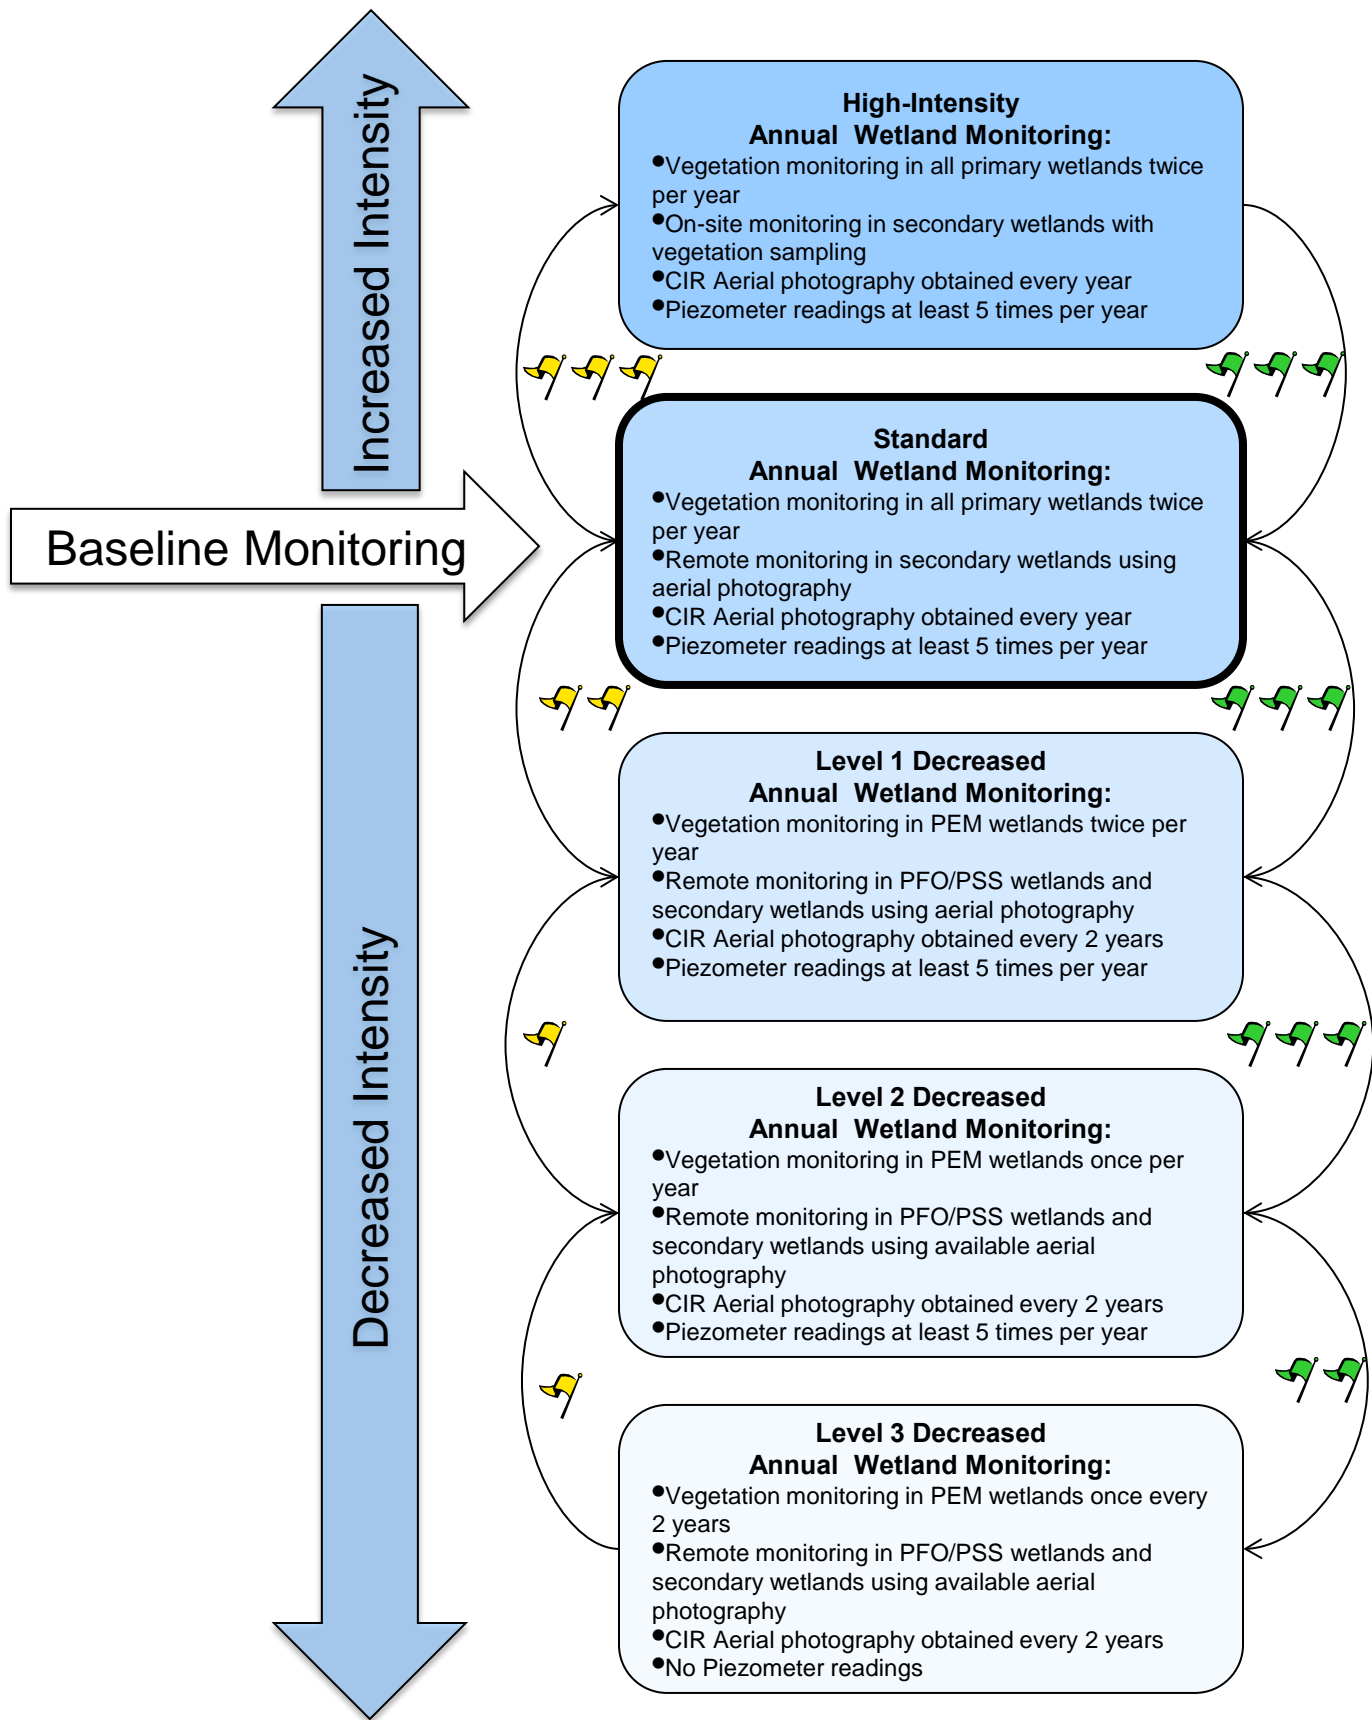 Increased Intensity
Baseline Monitoring
Decreased Intensity
High-Intensity
Annual  Wetland Monitoring:
●Vegetation monitoring in all primary wetlands twice
per year
●On-site monitoring in secondary wetlands with
vegetation sampling
●CIR Aerial photography obtained every year
●Piezometer readings at least 5 times per year
Standard
Annual  Wetland Monitoring:
●Vegetation monitoring in all primary wetlands twice
per year
●Remote monitoring in secondary wetlands using
aerial photography
●CIR Aerial photography obtained every year
●Piezometer readings at least 5 times per year
Level 1 Decreased
Annual  Wetland Monitoring:
●Vegetation monitoring in PEM wetlands twice per
year
●Remote monitoring in PFO/PSS wetlands and
secondary wetlands using aerial photography
●CIR Aerial photography obtained every 2 years
●Piezometer readings at least 5 times per year
Level 2 Decreased
Annual  Wetland Monitoring:
●Vegetation monitoring in PEM wetlands once per
year
●Remote monitoring in PFO/PSS wetlands and
secondary wetlands using available aerial
photography
●CIR Aerial photography obtained every 2 years
●Piezometer readings at least 5 times per year
Level 3 Decreased
Annual  Wetland Monitoring:
●Vegetation monitoring in PEM wetlands once every
2 years
●Remote monitoring in PFO/PSS wetlands and
secondary wetlands using available aerial
photography
●CIR Aerial photography obtained every 2 years
●No Piezometer readings